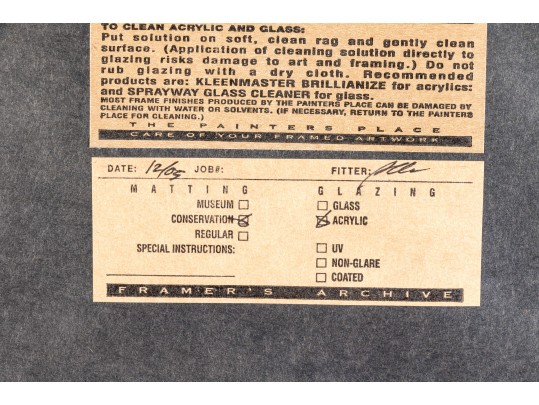 TO CLEAN ACRYLIC AND GLASS:
Put solution on soft, clean rag and gently clean
surface. (Application of cleaning solution directly to
glazing risks damage to art and framing.) Do not
rub glazing with a dry cloth. Recommended
products are: KLEENMASTER BRILLIANIZE for acrylics:
and SPRAYWAY GLASS CLEANER for glass.
MOST FRAME FINISHES PRODUCED BY THE PAINTERS PLACE CAN BE DAMAGED BY
CLEANING WITH WATER OR SOLVENTS. (IF NECESSARY, RETURN TO THE PAINTERS
PLACE FOR CLEANING.)
THE PAINTERS PLACE
CARE OF YOUR FRAMED ARTWORK
DATE: 12/05 JOB#: FITTER:
MATTING GLAZING
MUSEUM GLASS
CONSERVATION ACRYLIC
REGULAR
SPECIAL INSTRUCTIONS: UV
NON-GLARE
COATED
FRAMER'S ARCHIVE